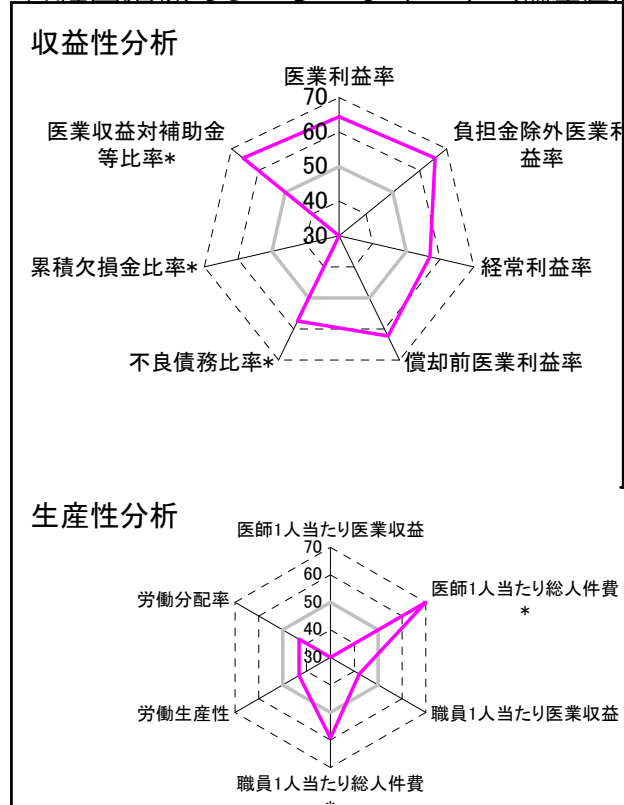 収益性分析
医業利益率
70
60
50
40
30
負担金除外医業利
益率
経常利益率
償却前医業利益率
不良債務比率*
累積欠損金比率*
医業収益対補助金
等比率*
生産性分析
医師1人当たり医業収益
70
60
50
40
30
医師1人当たり総人件費
*
職員1人当たり医業収益
職員1人当たり総人件費
*
労働生産性
労働分配率